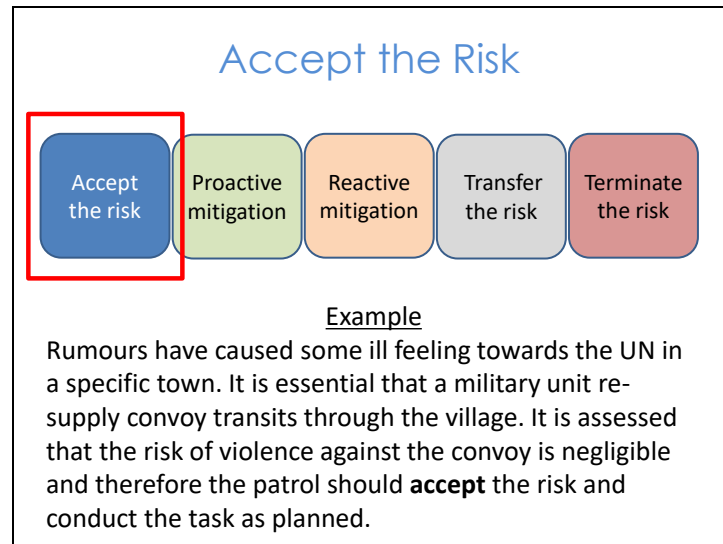 Accept the Risk
Accept
the risk
Proactive
mitigation
Reactive
mitigation
Transfer
the risk
Terminate
the risk
Example
Rumours have caused some ill feeling towards the UN in
a specific town. It is essential that a military unit re-
supply convoy transits through the village. It is assessed
that the risk of violence against the convoy is negligible
and therefore the patrol should accept the risk and
conduct the task as planned.